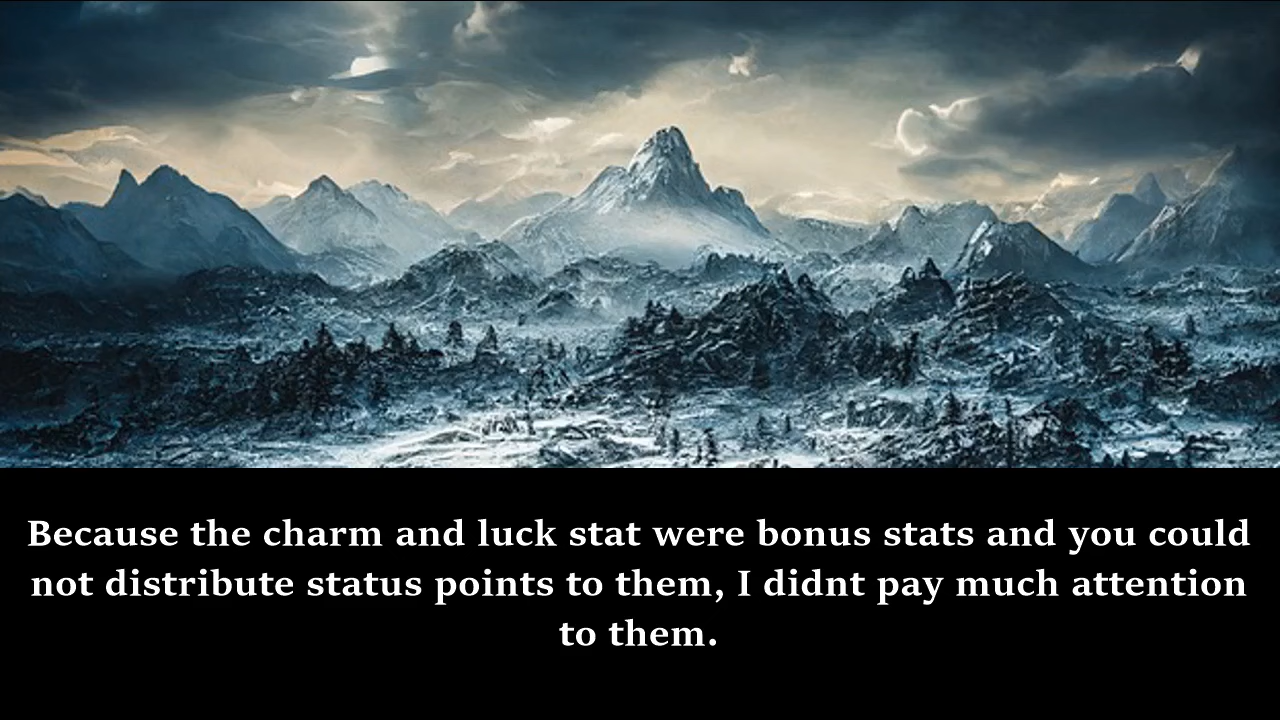 Because the charm and luck stat were bonus stats and you could
not distribute status points to them, I didnt pay much attention
to them.